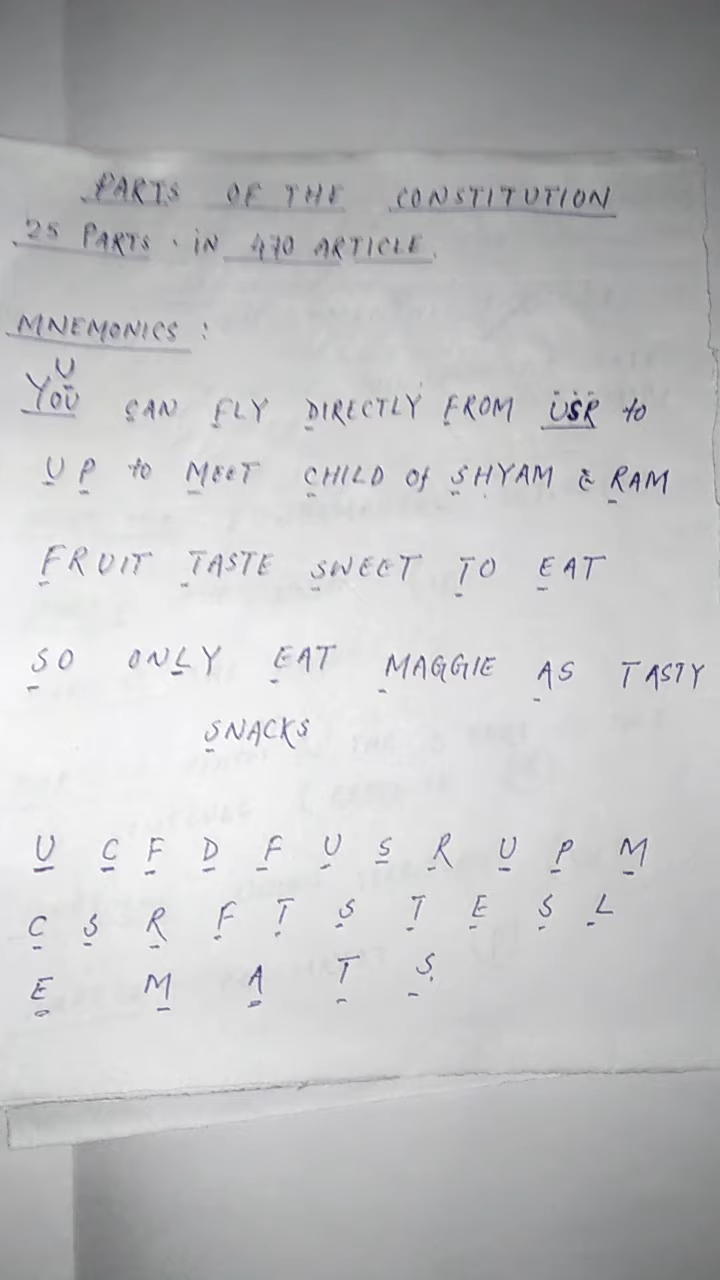 PARTS OF THE CONSTITUTION
25 PARTS . IN 470 ARTICLE.
MNEMONICS :
U
YOU CAN FLY DIRECTLY FROM USR to
UP to MEET CHILD of SHYAM & RAM
FRUIT TASTE SWEET TO EAT
SO ONLY EAT MAGGIE AS TASTY
SNACKS
U C F D F U S R U P M
C S R F T S T E S L
E M A T S.